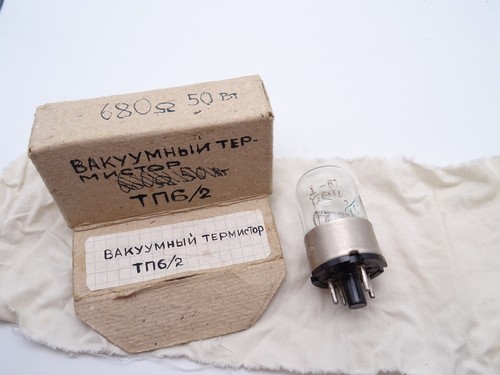 680Ω 50 Вт
ВАКУУМНЫЙ ТЕР-
МИСТОР
ТП6/2
ВАКУУМНЫЙ ТЕРМИСТОР
ТП6/2